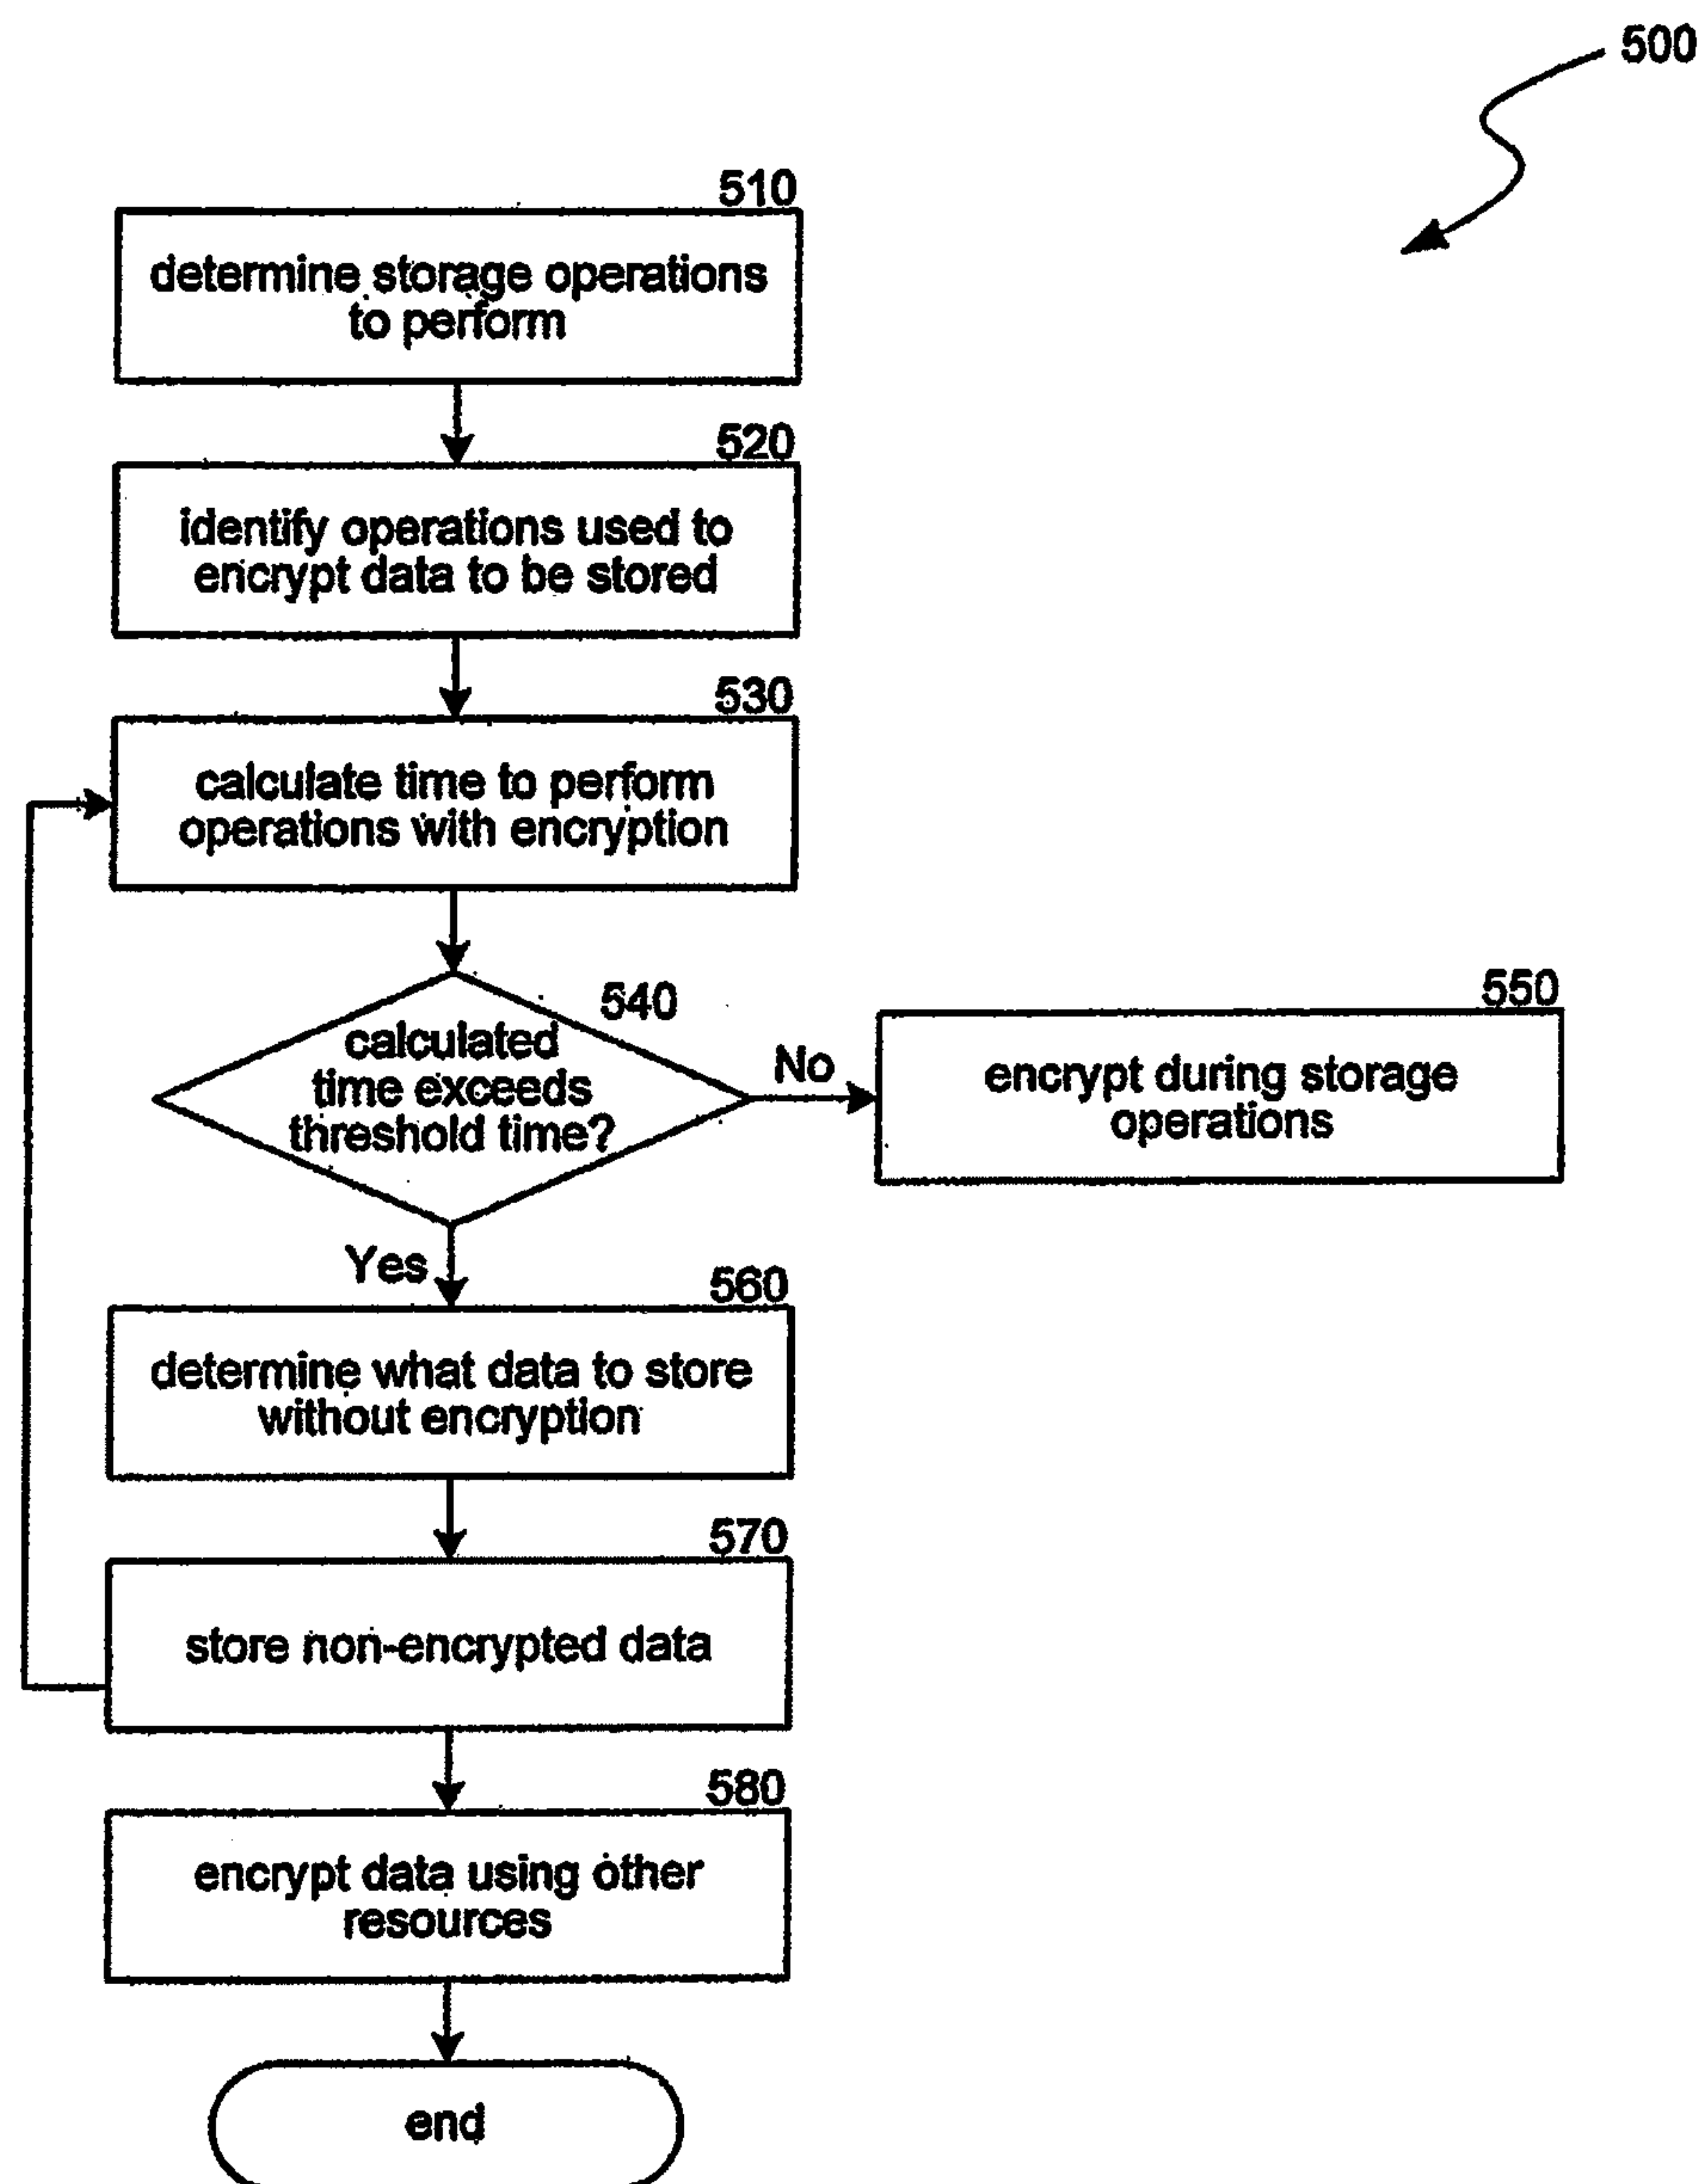 500
510
determine storage operations
to perform
520
identify operations used to
encrypt data to be stored
530
calculate time to perform
operations with encryption
540
calculated
time exceeds
threshold time?
No
550
encrypt during storage
operations
Yes
560
determine what data to store
without encryption
570
store non-encrypted data
580
encrypt data using other
resources
end